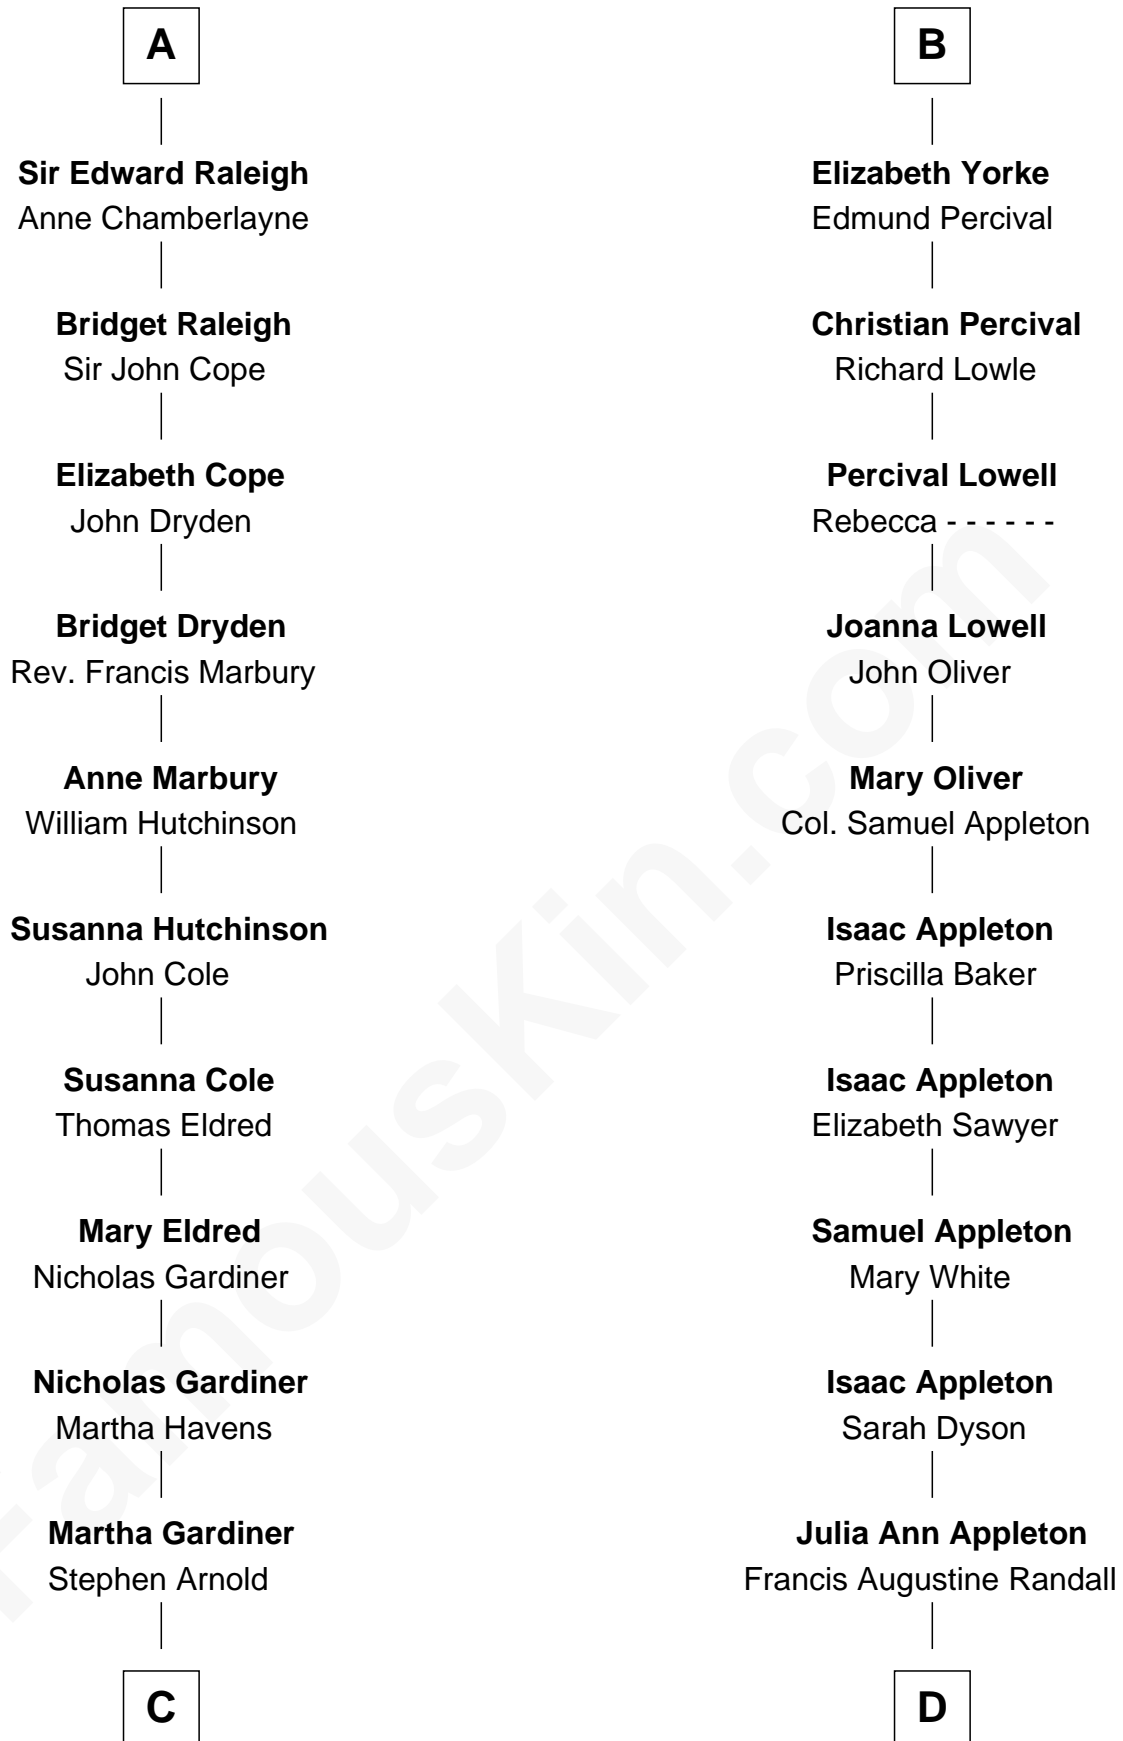 A
Sir Edward Raleigh
Anne Chamberlayne
Bridget Raleigh
Sir John Cope
Elizabeth Cope
John Dryden
Bridget Dryden
Rev. Francis Marbury
Anne Marbury
William Hutchinson
Susanna Hutchinson
John Cole
Susanna Cole
Thomas Eldred
Mary Eldred
Nicholas Gardiner
Nicholas Gardiner
Martha Havens
Martha Gardiner
Stephen Arnold
C
B
Elizabeth Yorke
Edmund Percival
Christian Percival
Richard Lowle
Percival Lowell
Rebecca - - - - - -
Joanna Lowell
John Oliver
Mary Oliver
Col. Samuel Appleton
Isaac Appleton
Priscilla Baker
Isaac Appleton
Elizabeth Sawyer
Samuel Appleton
Mary White
Isaac Appleton
Sarah Dyson
Julia Ann Appleton
Francis Augustine Randall
D
FamousKin.com